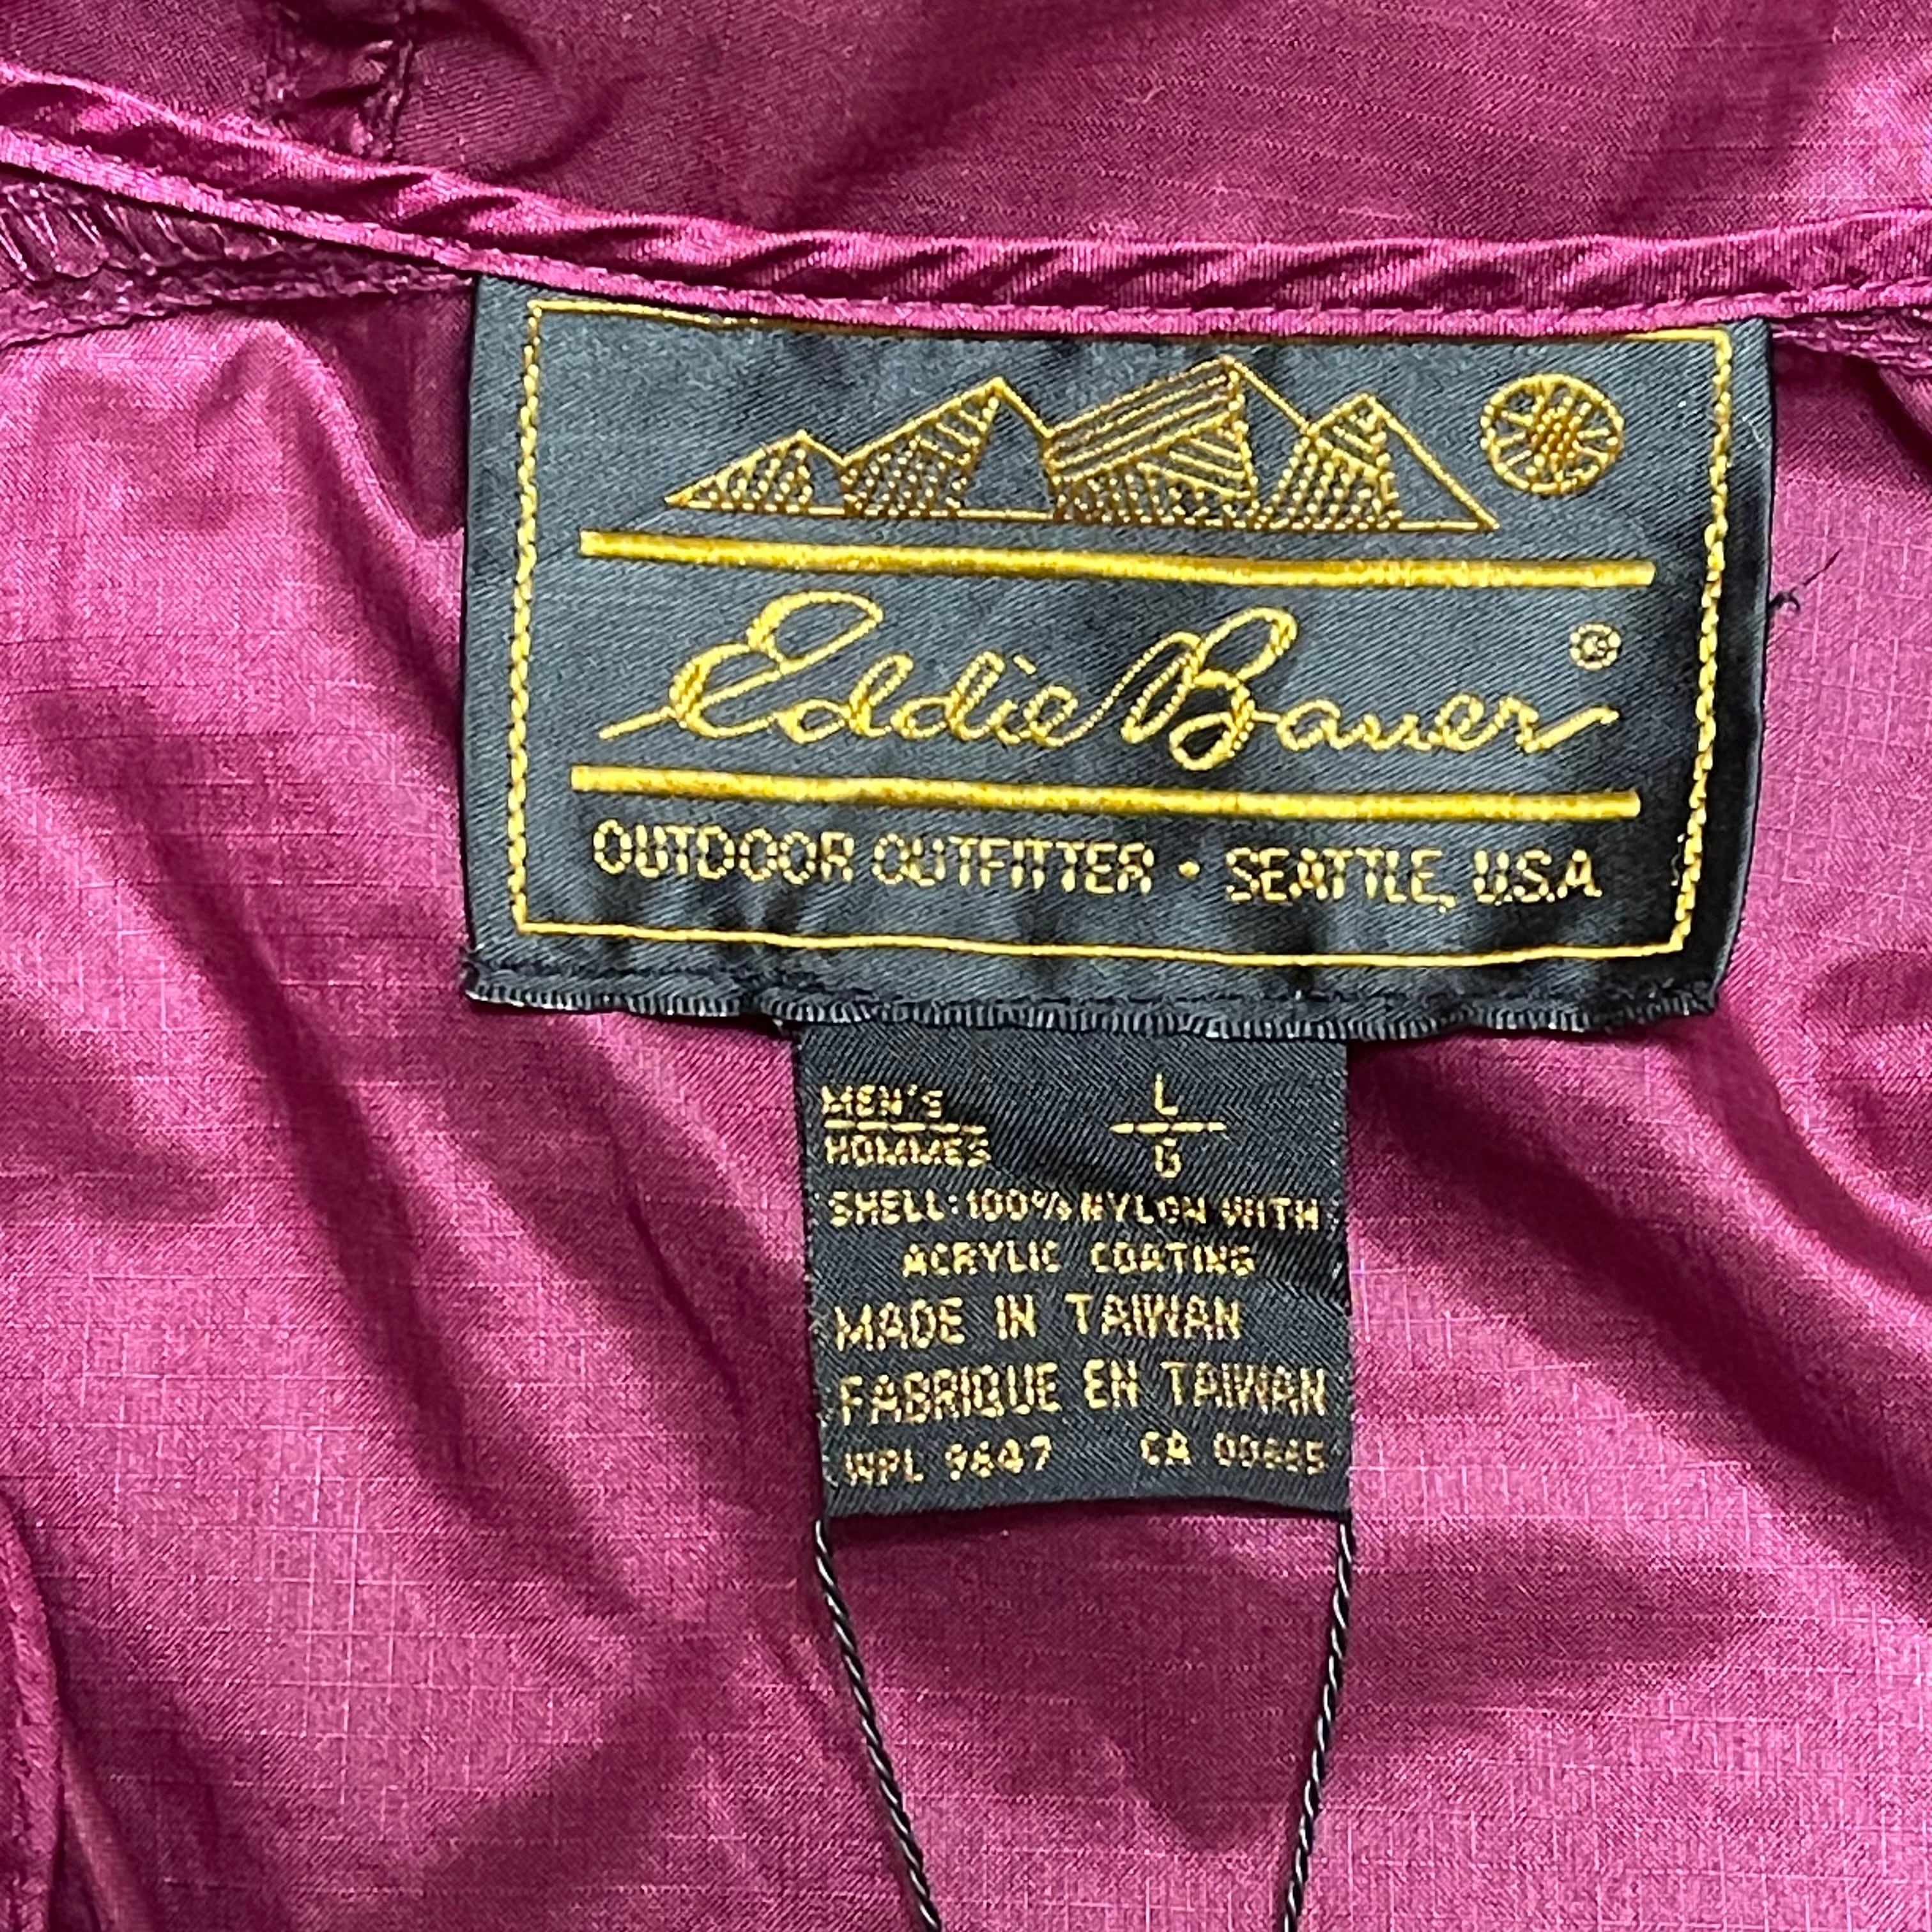 Eddie Bauer ®
OUTDOOR OUTFITTER • SEATTLE, U.S.A
MEN'S L
HOMMES G
SHELL: 100% NYLON WITH
ACRYLIC COATING
MADE IN TAIWAN
FABRIQUE EN TAIWAN
WPL 9647 CA 00665